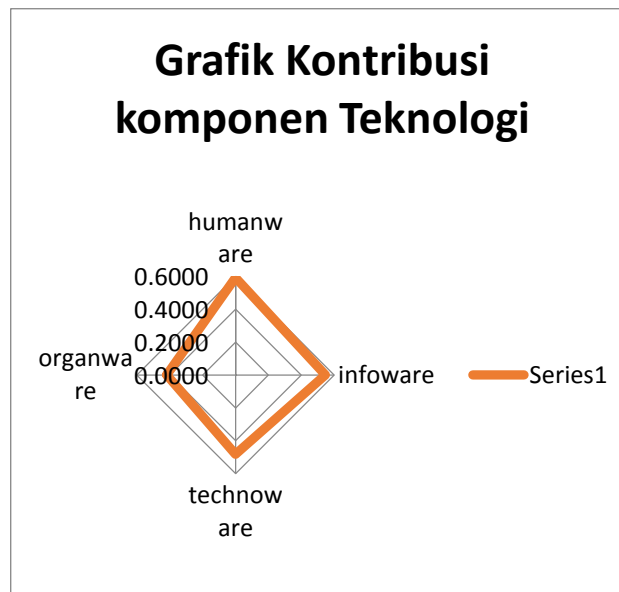 Grafik Kontribusi
komponen Teknologi
humanw
are
0.6000
0.4000
0.2000
0.0000
organwa
re
infoware
technow
are
Series1